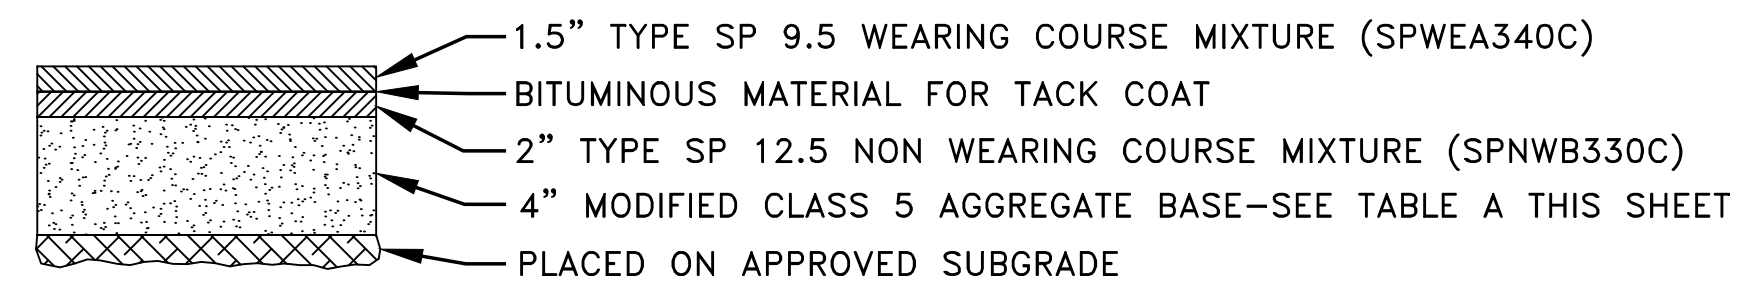 1.5” TYPE SP 9.5 WEARING COURSE MIXTURE (SPWEA340C)
BITUMINOUS MATERIAL FOR TACK COAT
2” TYPE SP 12.5 NON WEARING COURSE MIXTURE (SPNWB330C)
4” MODIFIED CLASS 5 AGGREGATE BASE–SEE TABLE A THIS SHEET
PLACED ON APPROVED SUBGRADE